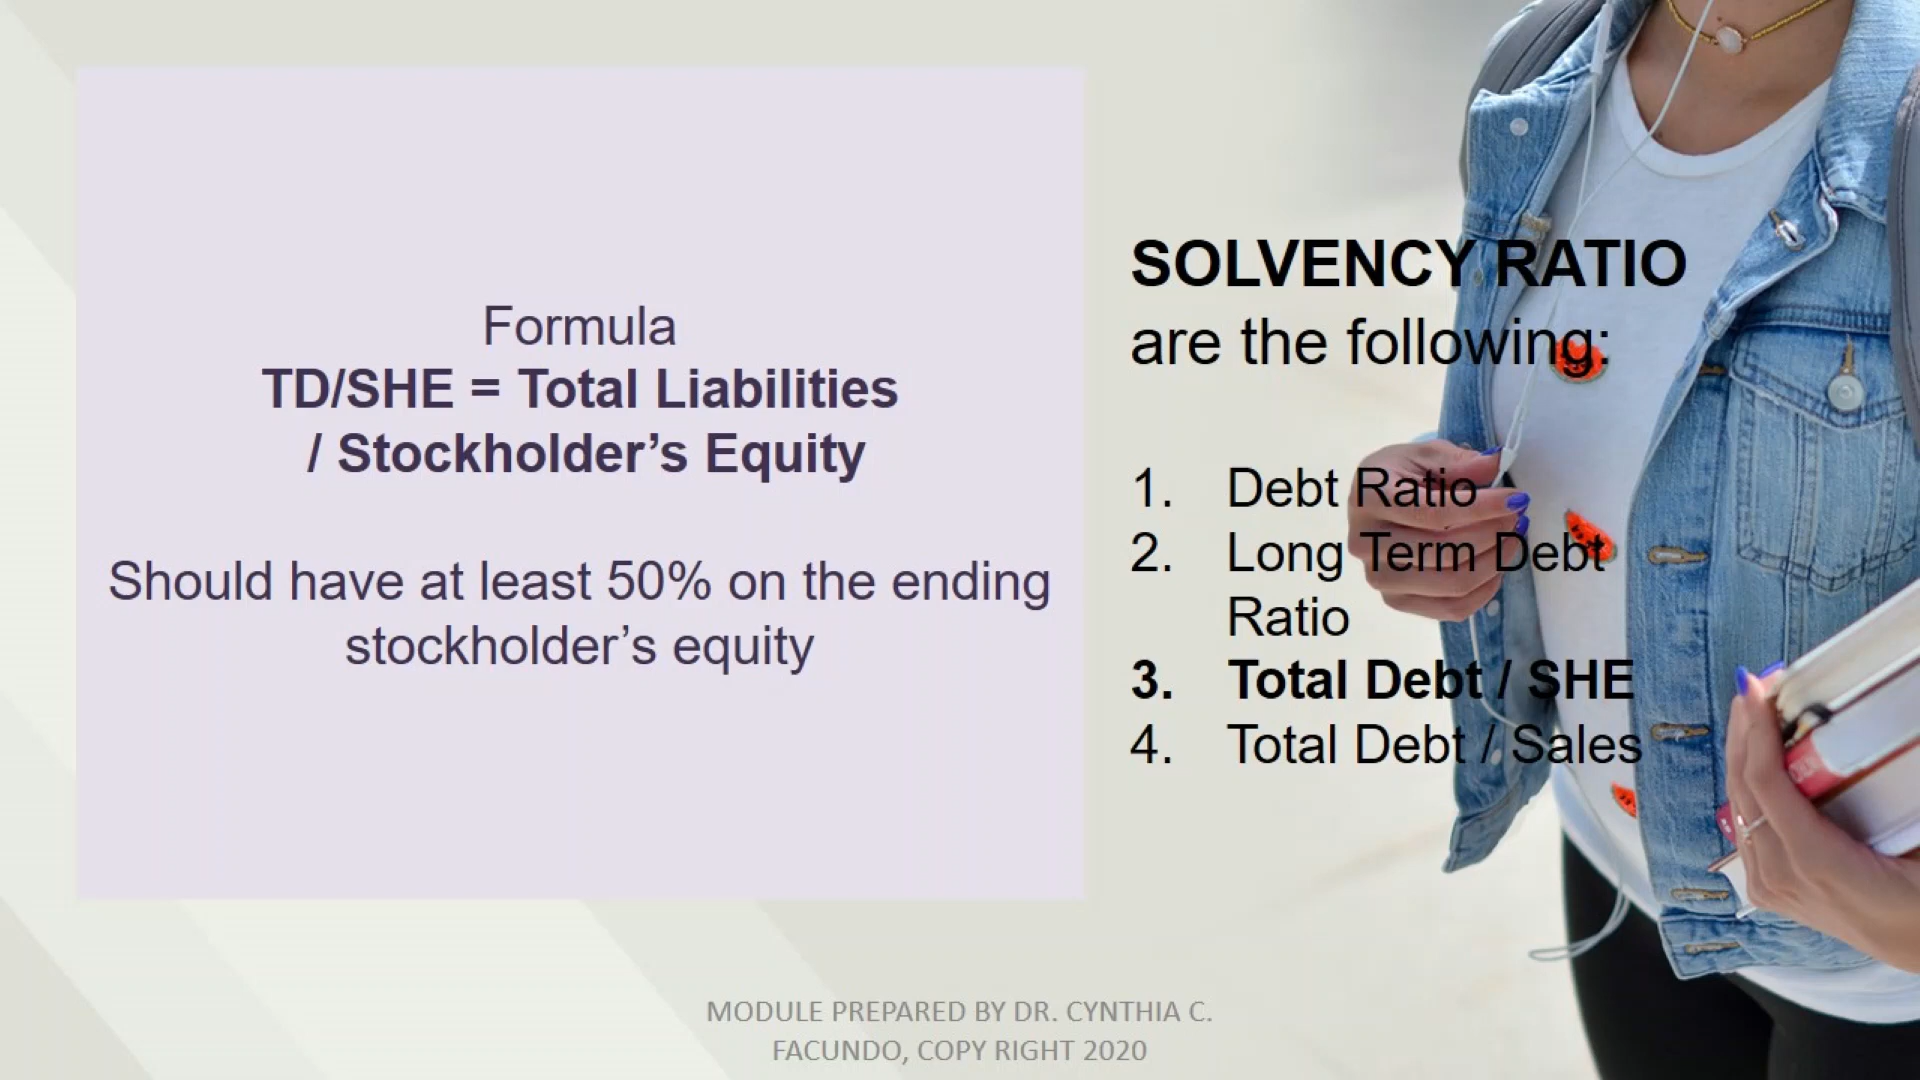 Formula
TD/SHE = Total Liabilities
/ Stockholder’s Equity
Should have at least 50% on the ending
stockholder’s equity
SOLVENCY RATIO
are the following:
1. Debt Ratio
2. Long Term Debt
Ratio
3. Total Debt / SHE
4. Total Debt / Sales
MODULE PREPARED BY DR. CYNTHIA C.
FACUNDO, COPY RIGHT 2020